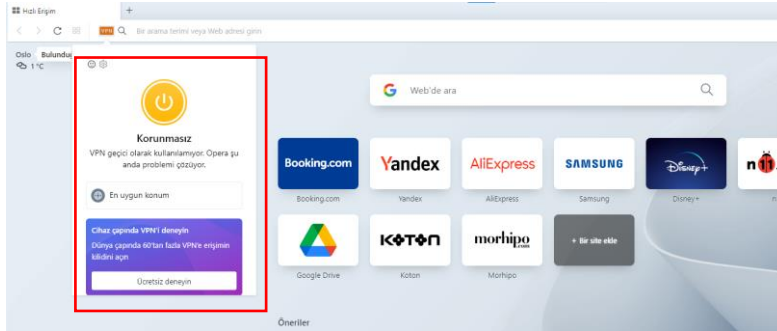 Hızlı Erişim
VPN
Bir arama terimi veya Web adresi girin
Oslo
1 °C
Korunmasız
VPN geçici olarak kullanılamıyor. Opera şu
anda problemi çözüyor.
En uygun konum
Cihaz çapında VPN'i deneyin
Dünya çapında 60'tan fazla VPN'e erişimin
kilidini açın
Ücretsiz deneyin
Web'de ara
Booking.com
Yandex
AliExpress
SAMSUNG
Disney+
n11
Booking.com
Yandex
AliExpress
Samsung
Disney+
n
KOTON
morhipo
.com
+ Bir site ekle
Google Drive
Koton
Morhipo
Öneriler